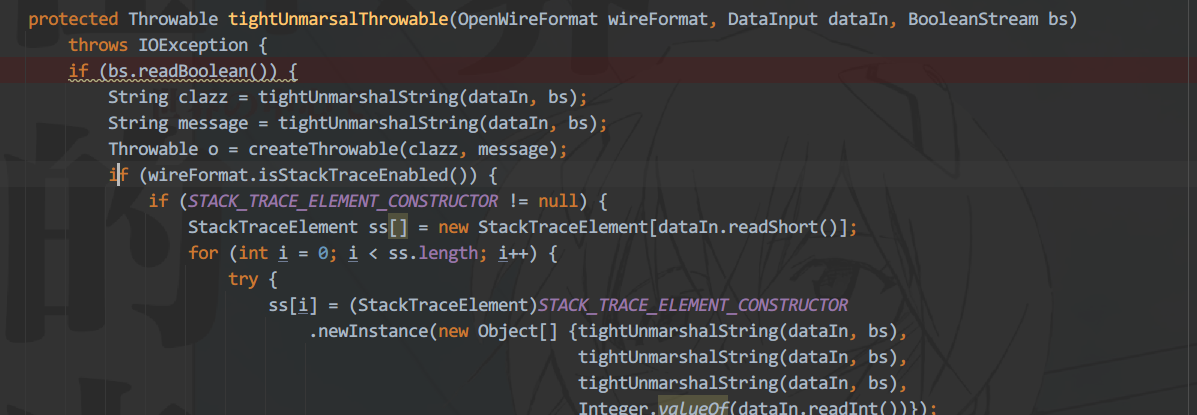 protected Throwable tightUnmarsalThrowable(OpenWireFormat wireFormat, DataInput dataIn, BooleanStream bs)
throws IOException {
if (bs.readBoolean()) {
String clazz = tightUnmarshalString(dataIn, bs);
String message = tightUnmarshalString(dataIn, bs);
Throwable o = createThrowable(clazz, message);
if (wireFormat.isStackTraceEnabled()) {
if (STACK_TRACE_ELEMENT_CONSTRUCTOR != null) {
StackTraceElement ss[] = new StackTraceElement[dataIn.readShort()];
for (int i = 0; i < ss.length; i++) {
try {
ss[i] = (StackTraceElement)STACK_TRACE_ELEMENT_CONSTRUCTOR
.newInstance(new Object[] {tightUnmarshalString(dataIn, bs),
tightUnmarshalString(dataIn, bs),
tightUnmarshalString(dataIn, bs),
Integer.valueOf(dataIn.readInt())});